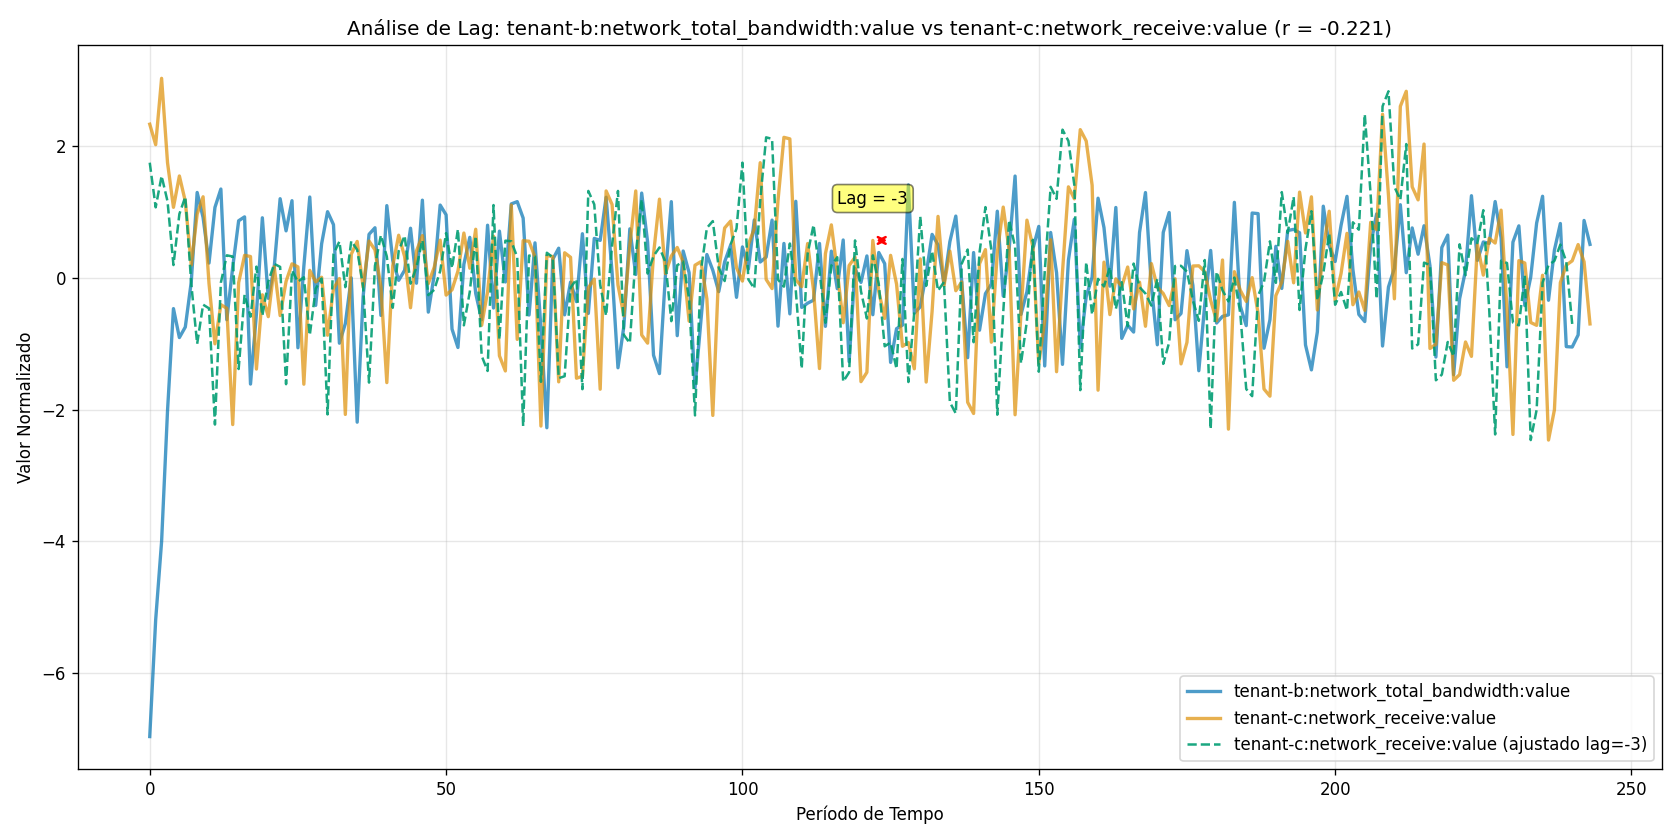 Análise de Lag: tenant-b:network_total_bandwidth:value vs tenant-c:network_receive:value (r = -0.221)
Valor Normalizado
2
0
−2
−4
−6
Lag = -3
tenant-b:network_total_bandwidth:value
tenant-c:network_receive:value
tenant-c:network_receive:value (ajustado lag=-3)
0
50
100
150
200
250
Período de Tempo